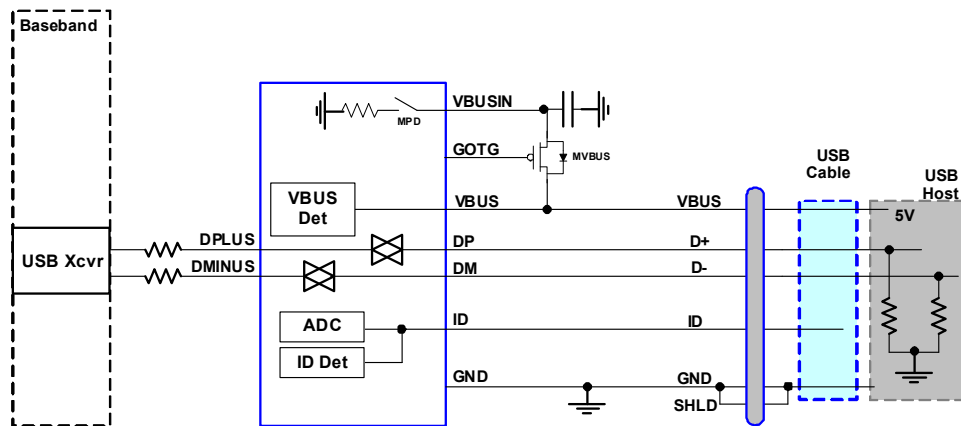 Baseband
VBUSIN
MPD
GOTG
MVBUS
USB
Cable
USB
Host
VBUS
Det
VBUS
VBUS
5V
USB Xcvr
DPLUS
DP
D+
DMINUS
DM
D-
ADC
ID
ID
ID Det
GND
GND
SHLD